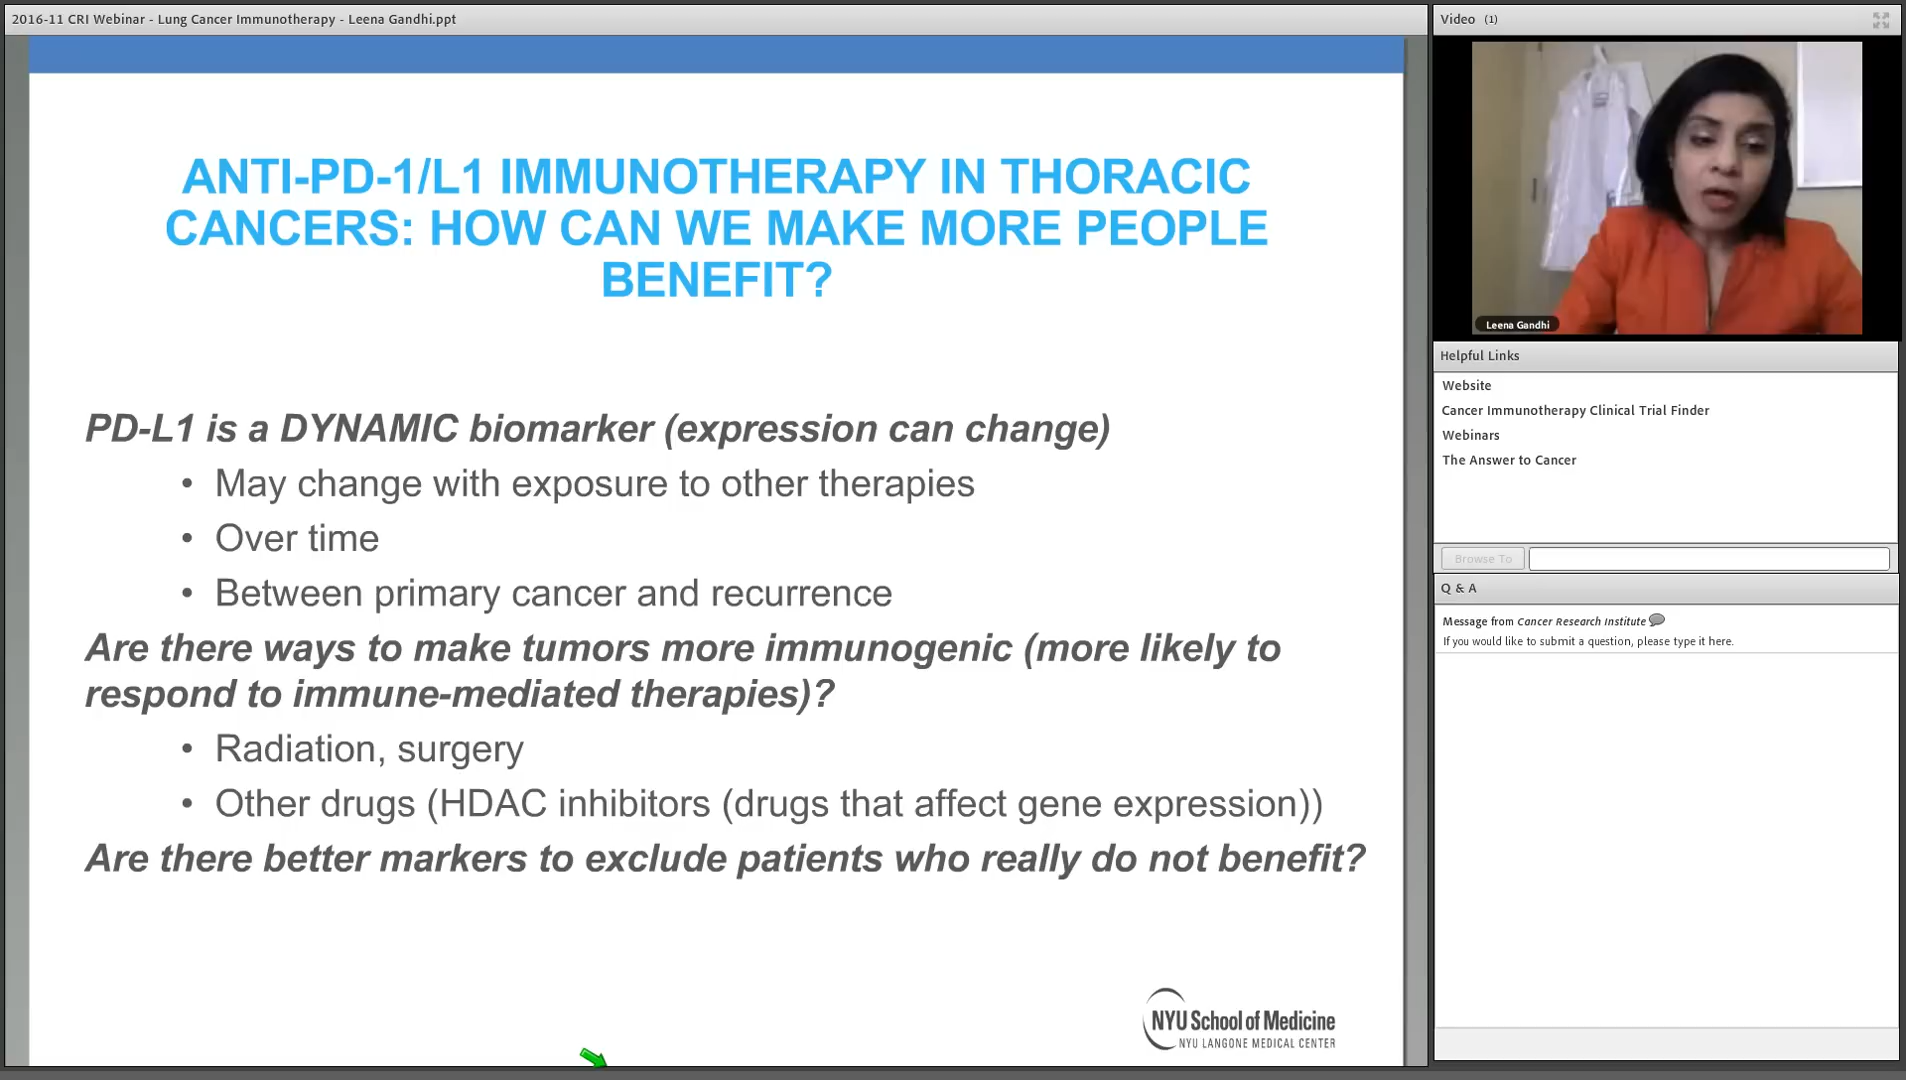 2016-11 CRI Webinar - Lung Cancer Immunotherapy - Leena Gandhi.ppt
ANTI-PD-1/L1 IMMUNOTHERAPY IN THORACIC
CANCERS: HOW CAN WE MAKE MORE PEOPLE
BENEFIT?
PD-L1 is a DYNAMIC biomarker (expression can change)
• May change with exposure to other therapies
• Over time
• Between primary cancer and recurrence
Are there ways to make tumors more immunogenic (more likely to
respond to immune-mediated therapies)?
• Radiation, surgery
• Other drugs (HDAC inhibitors (drugs that affect gene expression))
Are there better markers to exclude patients who really do not benefit?
NYU School of Medicine
NYU LANGONE MEDICAL CENTER
Video (1)
Leena Gandhi
Helpful Links
Website
Cancer Immunotherapy Clinical Trial Finder
Webinars
The Answer to Cancer
Browse To
Q & A
Message from Cancer Research Institute
If you would like to submit a question, please type it here.